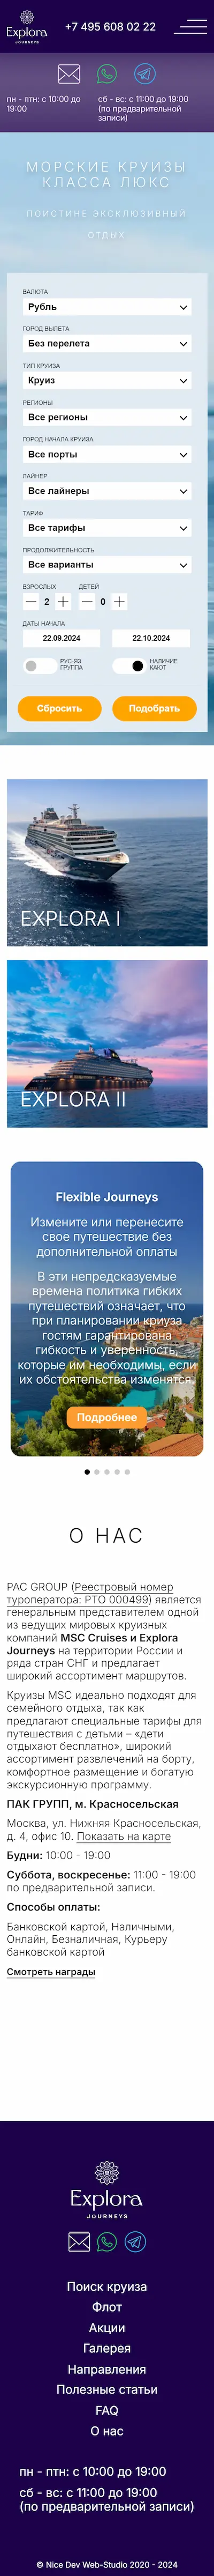 Explora
JOURNEYS
+7 495 608 02 22
пн - птн: с 10:00 до
19:00
сб - вс: с 11:00 до 19:00
(по предварительной
записи)
МОРСКИЕ КРУИЗЫ
КЛАССА ЛЮКС
ПОИСТИНЕ ЭКСКЛЮЗИВНЫЙ
ОТДЫХ
ВАЛЮТА
Рубль
ГОРОД ВЫЛЕТА
Без перелета
ТИП КРУИЗА
Круиз
РЕГИОНЫ
Все регионы
ГОРОД НАЧАЛА КРУИЗА
Все порты
ЛАЙНЕР
Все лайнеры
ТАРИФ
Все тарифы
ПРОДОЛЖИТЕЛЬНОСТЬ
Все варианты
ВЗРОСЛЫХ
ДЕТЕЙ
2
0
ДАТЫ НАЧАЛА
22.09.2024
22.10.2024
РУС-ЯЗ
ГРУППА
НАЛИЧИЕ
КАЮТ
Сбросить
Подобрать
EXPLORA I
EXPLORA II
Flexible Journeys
Измените или перенесите
свое путешествие без
дополнительной оплаты
В эти непредсказуемые
времена политика гибких
путешествий означает, что
при планировании круиза
гостям гарантирована
гибкость и уверенность,
которые им необходимы, если
их обстоятельства изменятся.
Подробнее
О НАС
PAC GROUP (Реестровый номер
туроператора: РТО 000499) является
генеральным представителем одной
из ведущих мировых круизных
компаний MSC Cruises и Explora
Journeys на территории России и
ряда стран СНГ и предлагает
широкий ассортимент маршрутов.
Круизы MSC идеально подходят для
семейного отдыха, так как
предлагают специальные тарифы для
путешествия с детьми – «дети
отдыхают бесплатно», широкий
ассортимент развлечений на борту,
комфортное размещение и богатую
экскурсионную программу.
ПАК ГРУПП, м. Красносельская
Москва, ул. Нижняя Красносельская,
д. 4, офис 10. Показать на карте
Будни: 10:00 - 19:00
Суббота, воскресенье: 11:00 - 19:00
по предварительной записи.
Способы оплаты:
Банковской картой, Наличными,
Онлайн, Безналичная, Курьеру
банковской картой
Смотреть награды
Explora
JOURNEYS
Поиск круиза
Флот
Акции
Галерея
Направления
Полезные статьи
FAQ
О нас
пн - птн: с 10:00 до 19:00
сб - вс: с 11:00 до 19:00
(по предварительной записи)
© Nice Dev Web-Studio 2020 - 2024